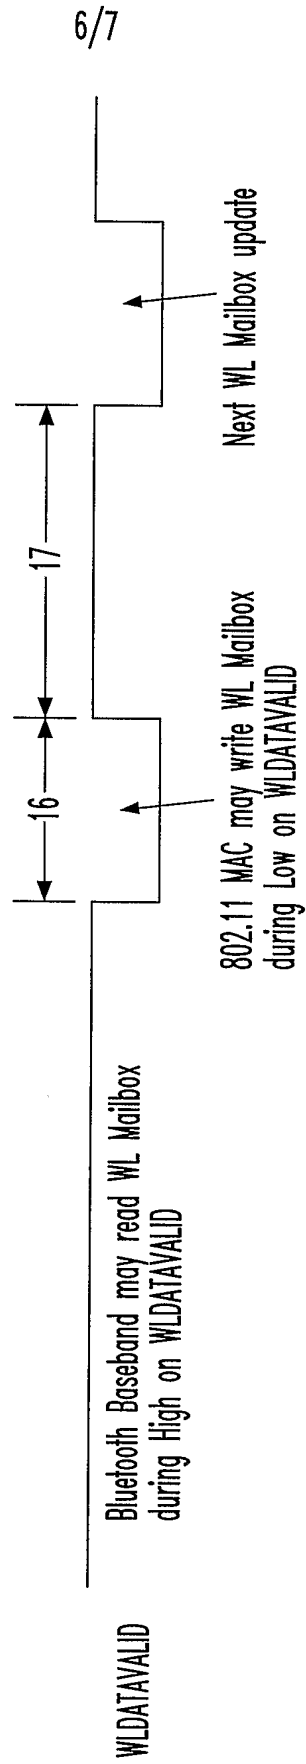 6/7
16
17
WLDATAVALID
Bluetooth Baseband may read WL Mailbox
during High on WLDATAVALID
802.11 MAC may write WL Mailbox
during Low on WLDATAVALID
Next WL Mailbox update